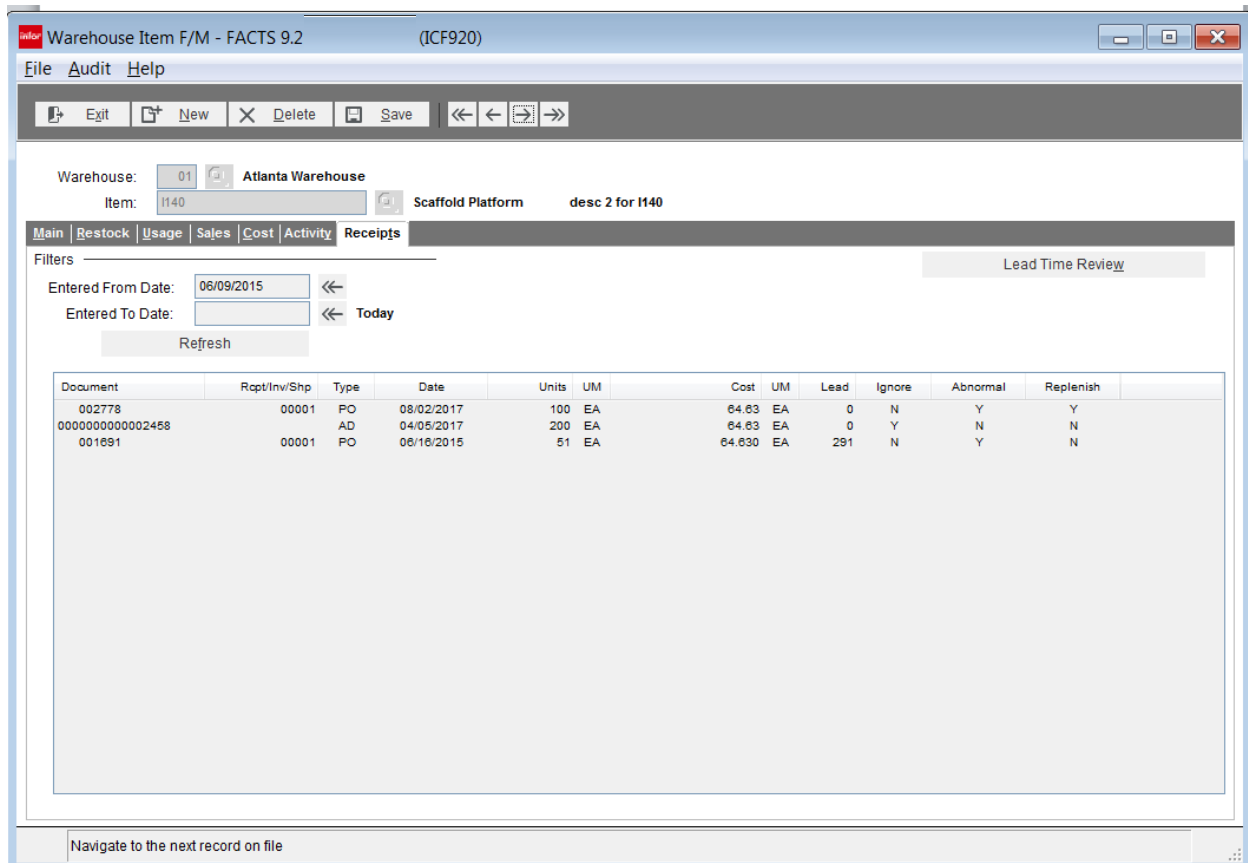 infor Warehouse Item F/M - FACTS 9.2 (ICF920)
File Audit Help
Exit New Delete Save
Warehouse: 01 Atlanta Warehouse
Item: I140 Scaffold Platform desc 2 for I140
Main Restock Usage Sales Cost Activity Receipts
Filters
Lead Time Review
Entered From Date: 06/09/2015
Entered To Date: Today
Refresh
Document Rcpt/Inv/Shp Type Date Units UM Cost UM Lead Ignore Abnormal Replenish
002778 00001 PO 08/02/2017 100 EA 64.63 EA 0 N Y Y
0000000000002458 AD 04/05/2017 200 EA 64.63 EA 0 Y N N
001691 00001 PO 06/16/2015 51 EA 64.630 EA 291 N Y N
Navigate to the next record on file